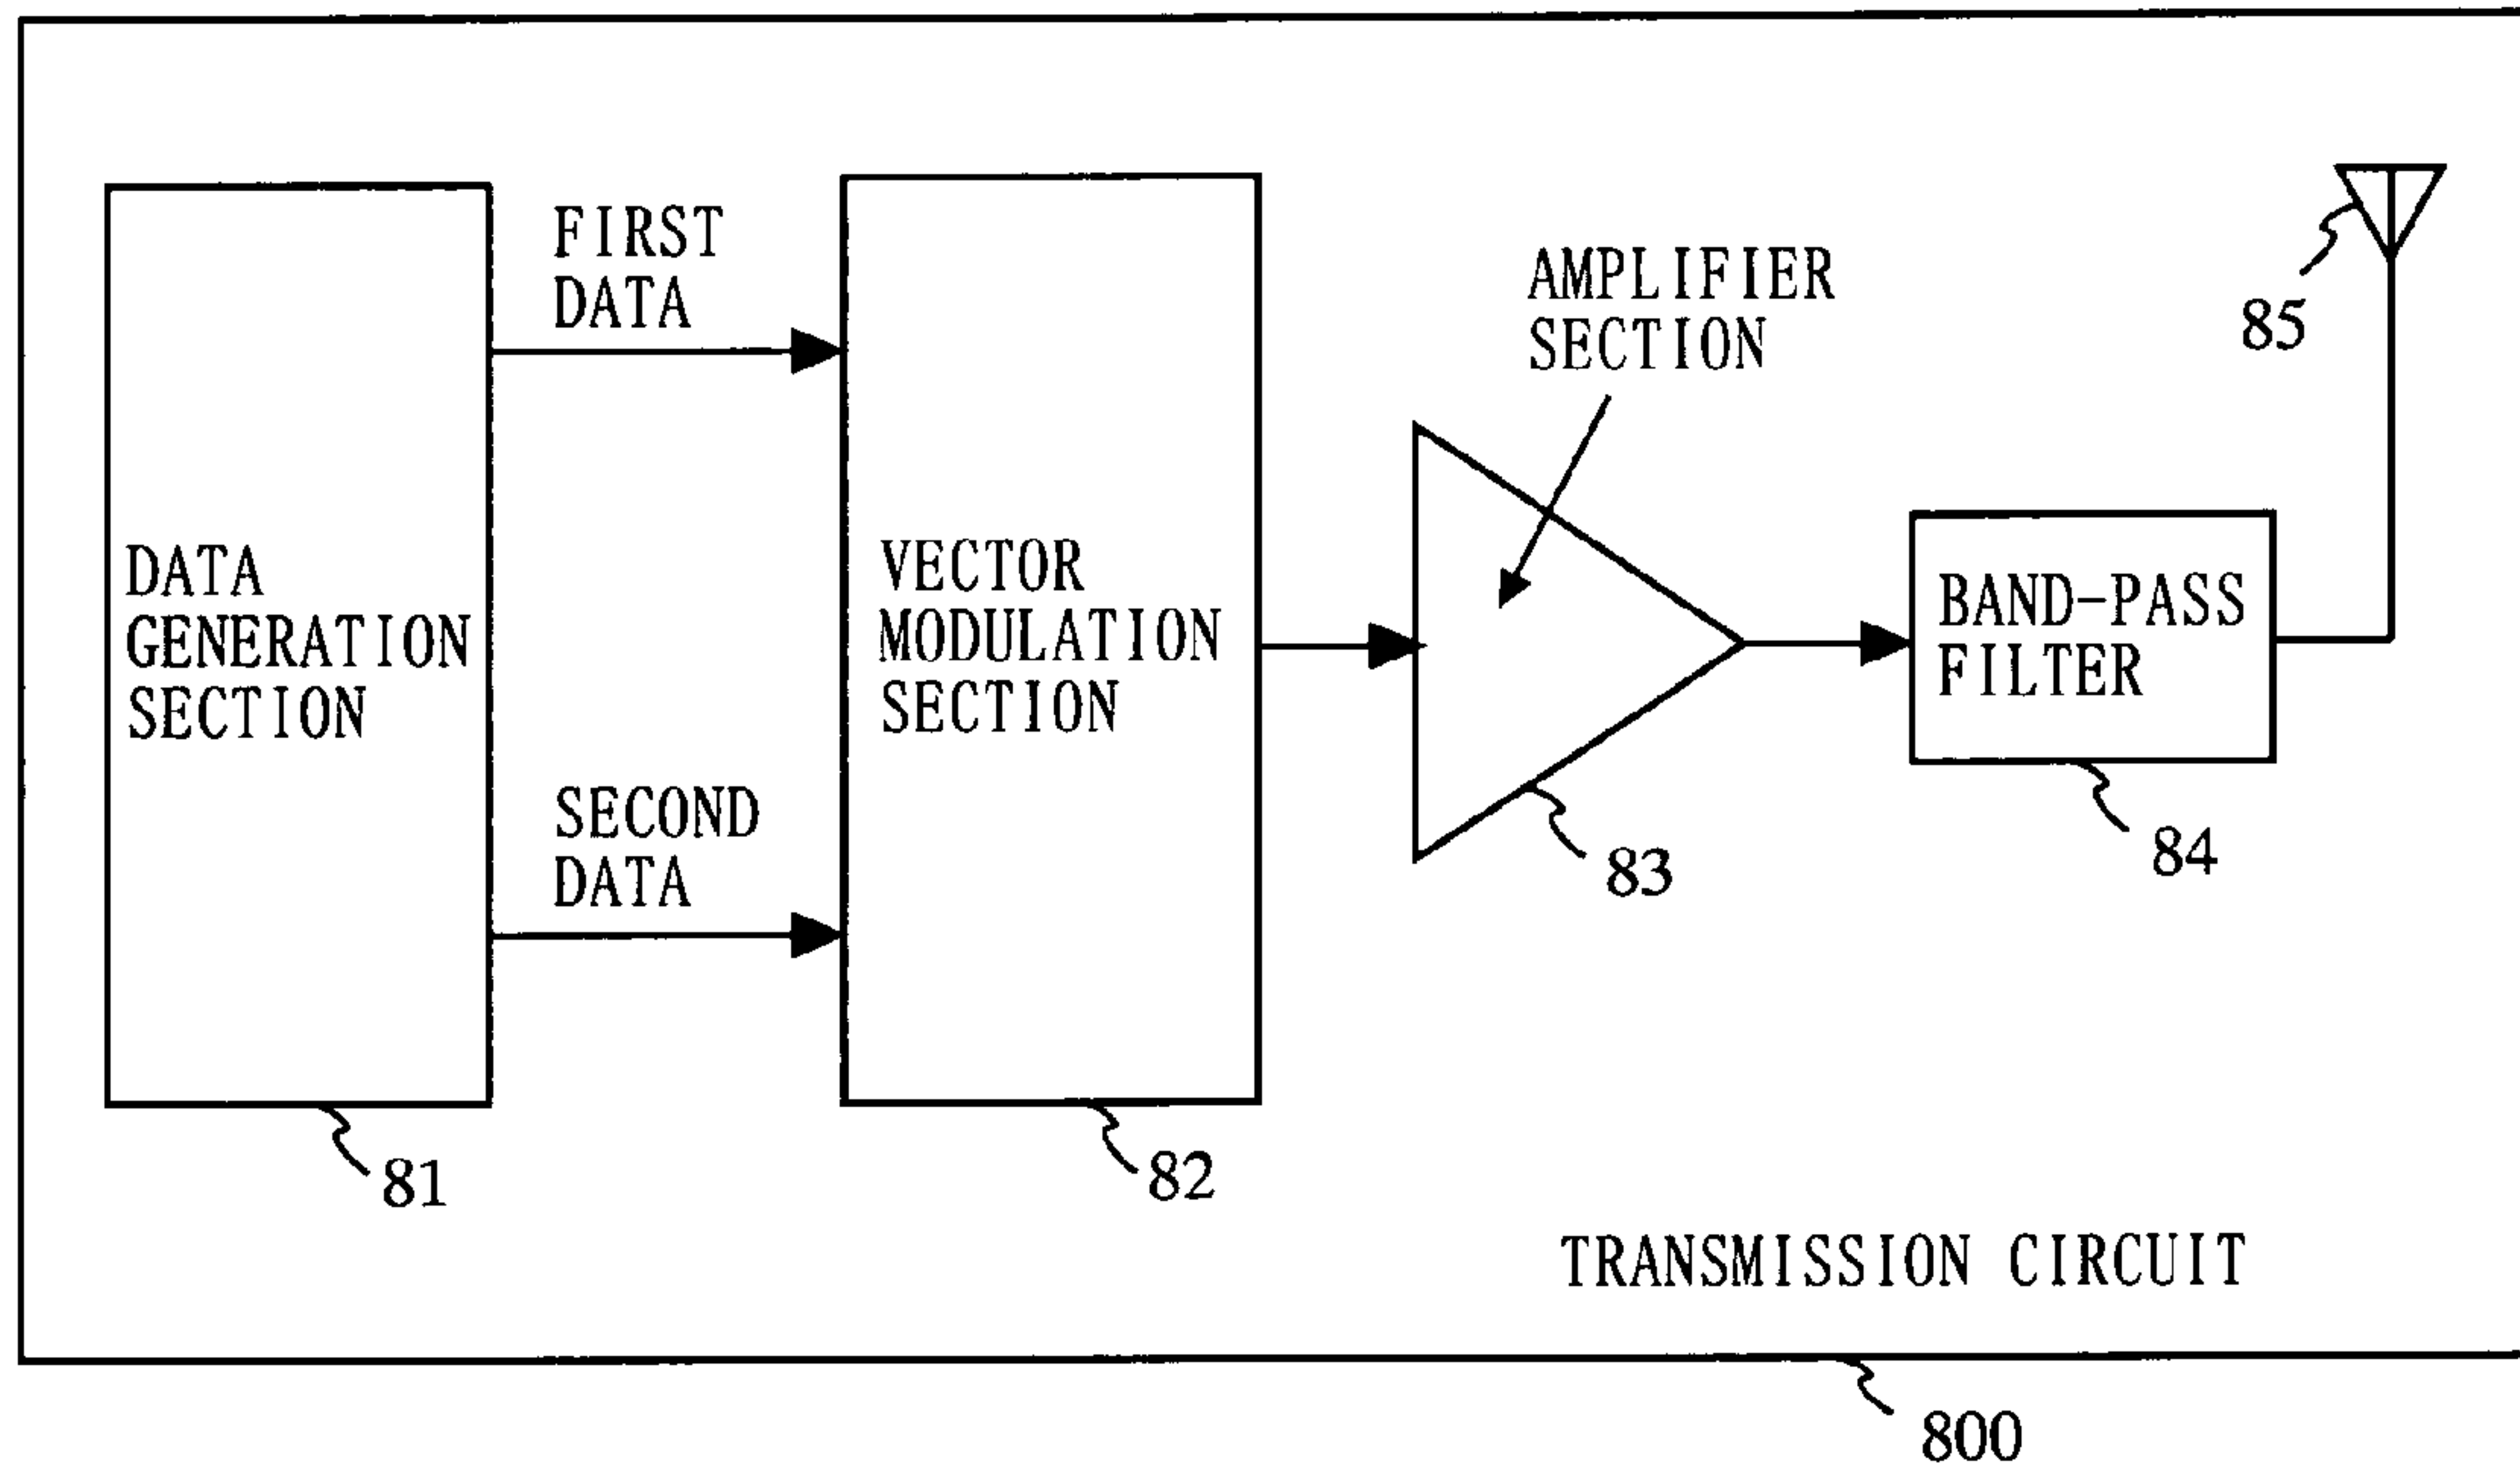 FIRST
DATA
AMPLIFIER
SECTION
85
DATA
GENERATION
SECTION
VECTOR
MODULATION
SECTION
BAND-PASS
FILTER
SECOND
DATA
83
84
81
82
TRANSMISSION CIRCUIT
800